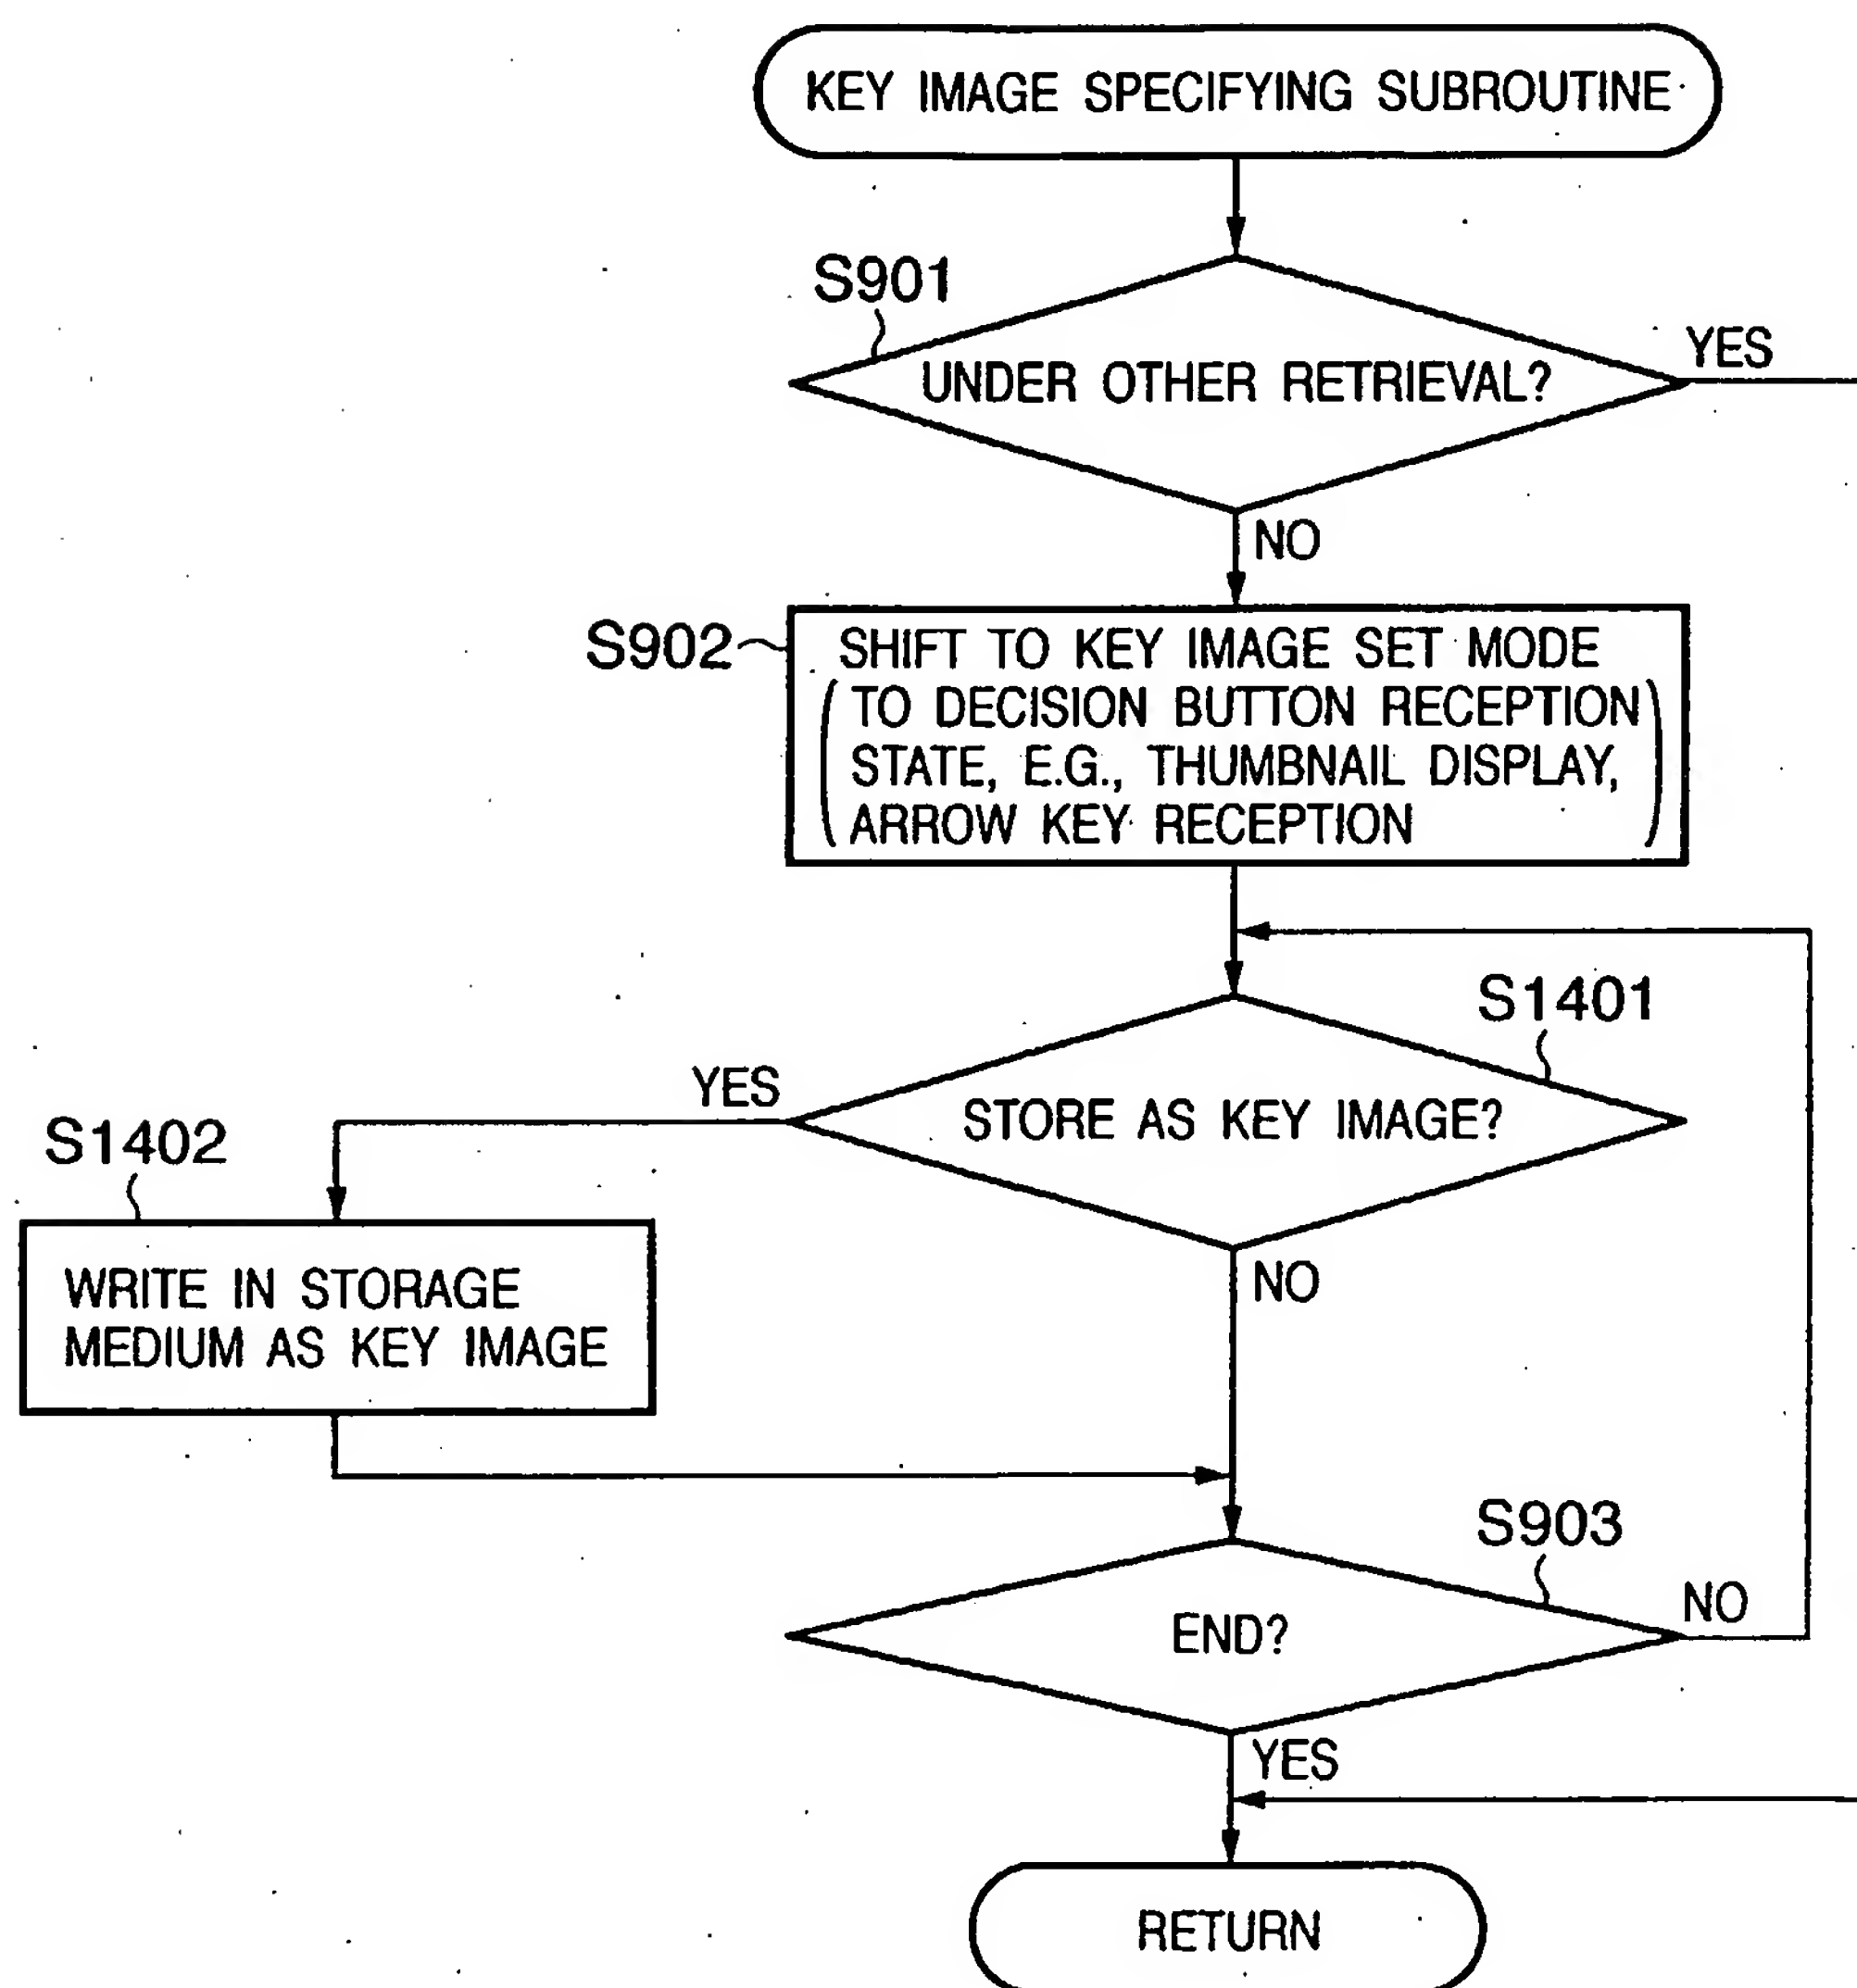 KEY IMAGE SPECIFYING SUBROUTINE
S901
UNDER OTHER RETRIEVAL?
YES
NO
S902
SHIFT TO KEY IMAGE SET MODE
(TO DECISION BUTTON RECEPTION
STATE, E.G., THUMBNAIL DISPLAY,
ARROW KEY RECEPTION)
S1401
STORE AS KEY IMAGE?
YES
S1402
WRITE IN STORAGE
MEDIUM AS KEY IMAGE
NO
S903
END?
NO
YES
RETURN